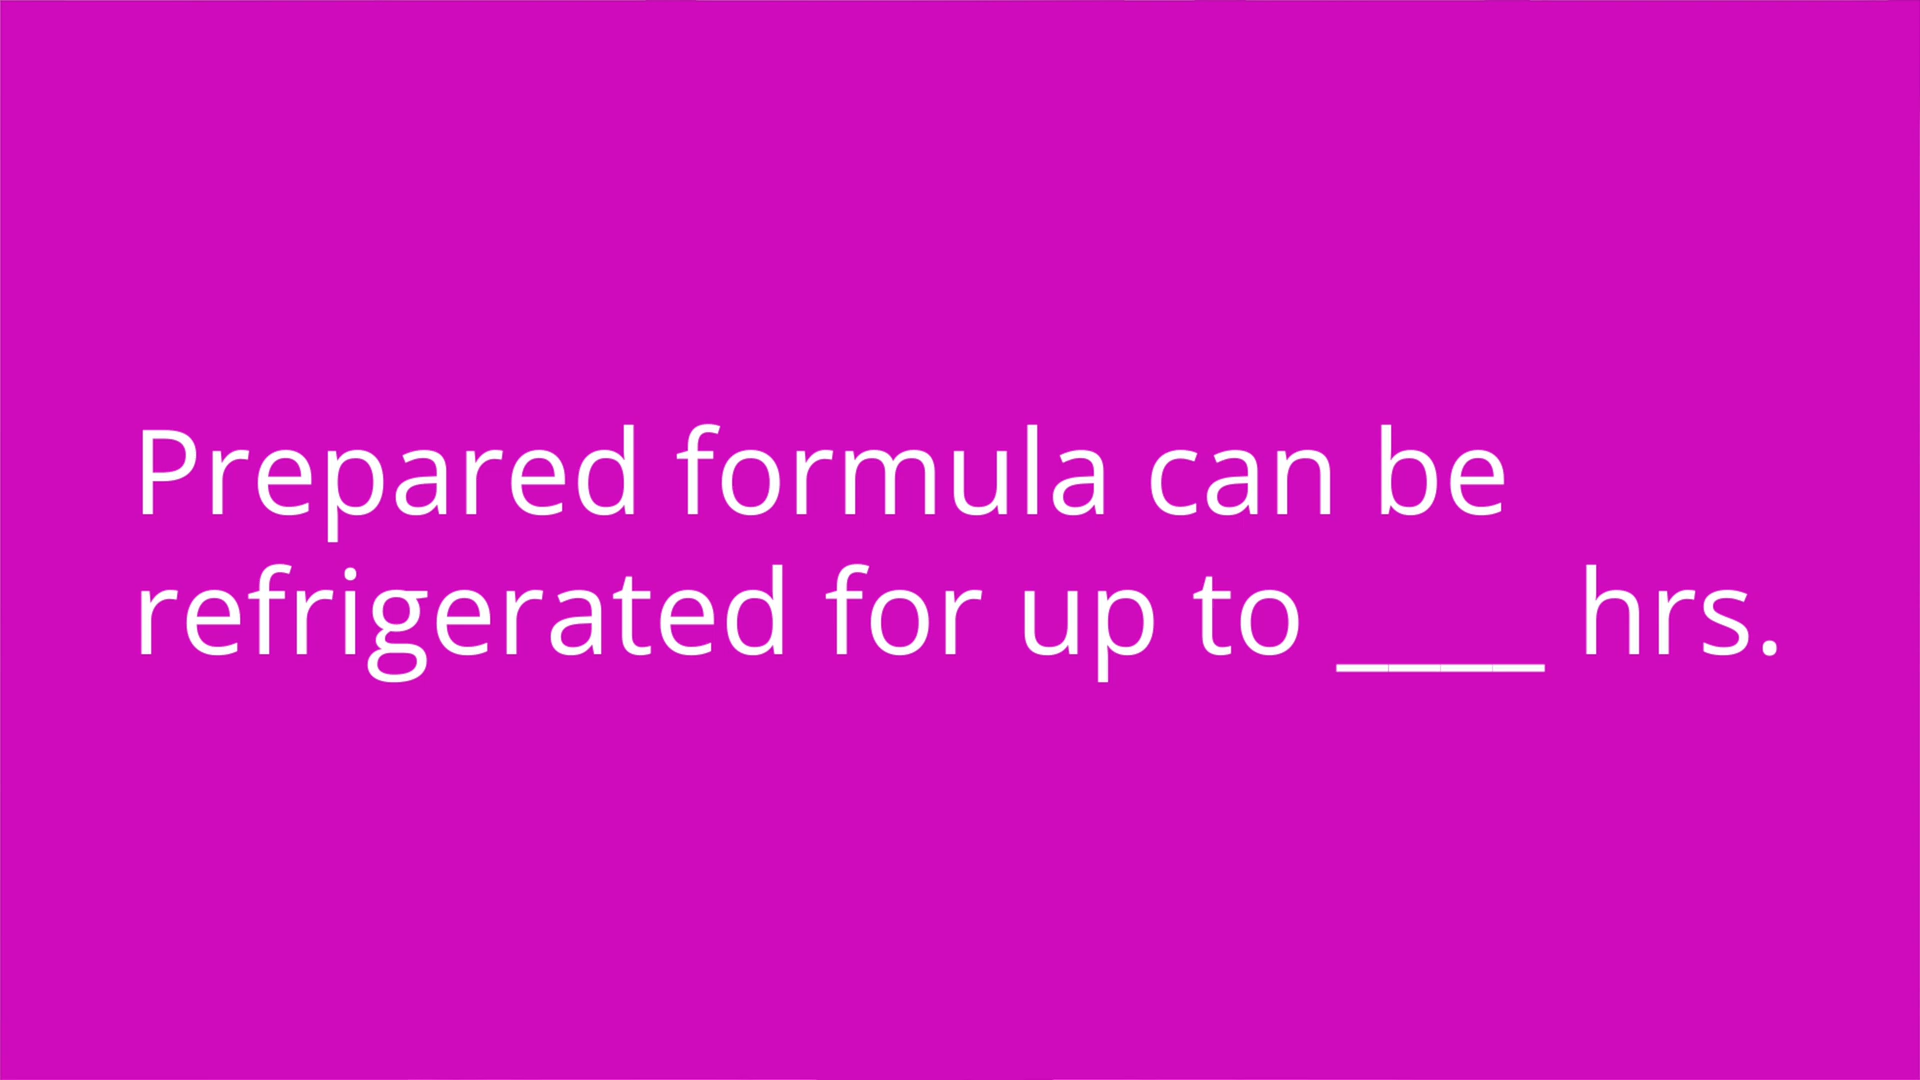 Prepared formula can be
refrigerated for up to ____ hrs.